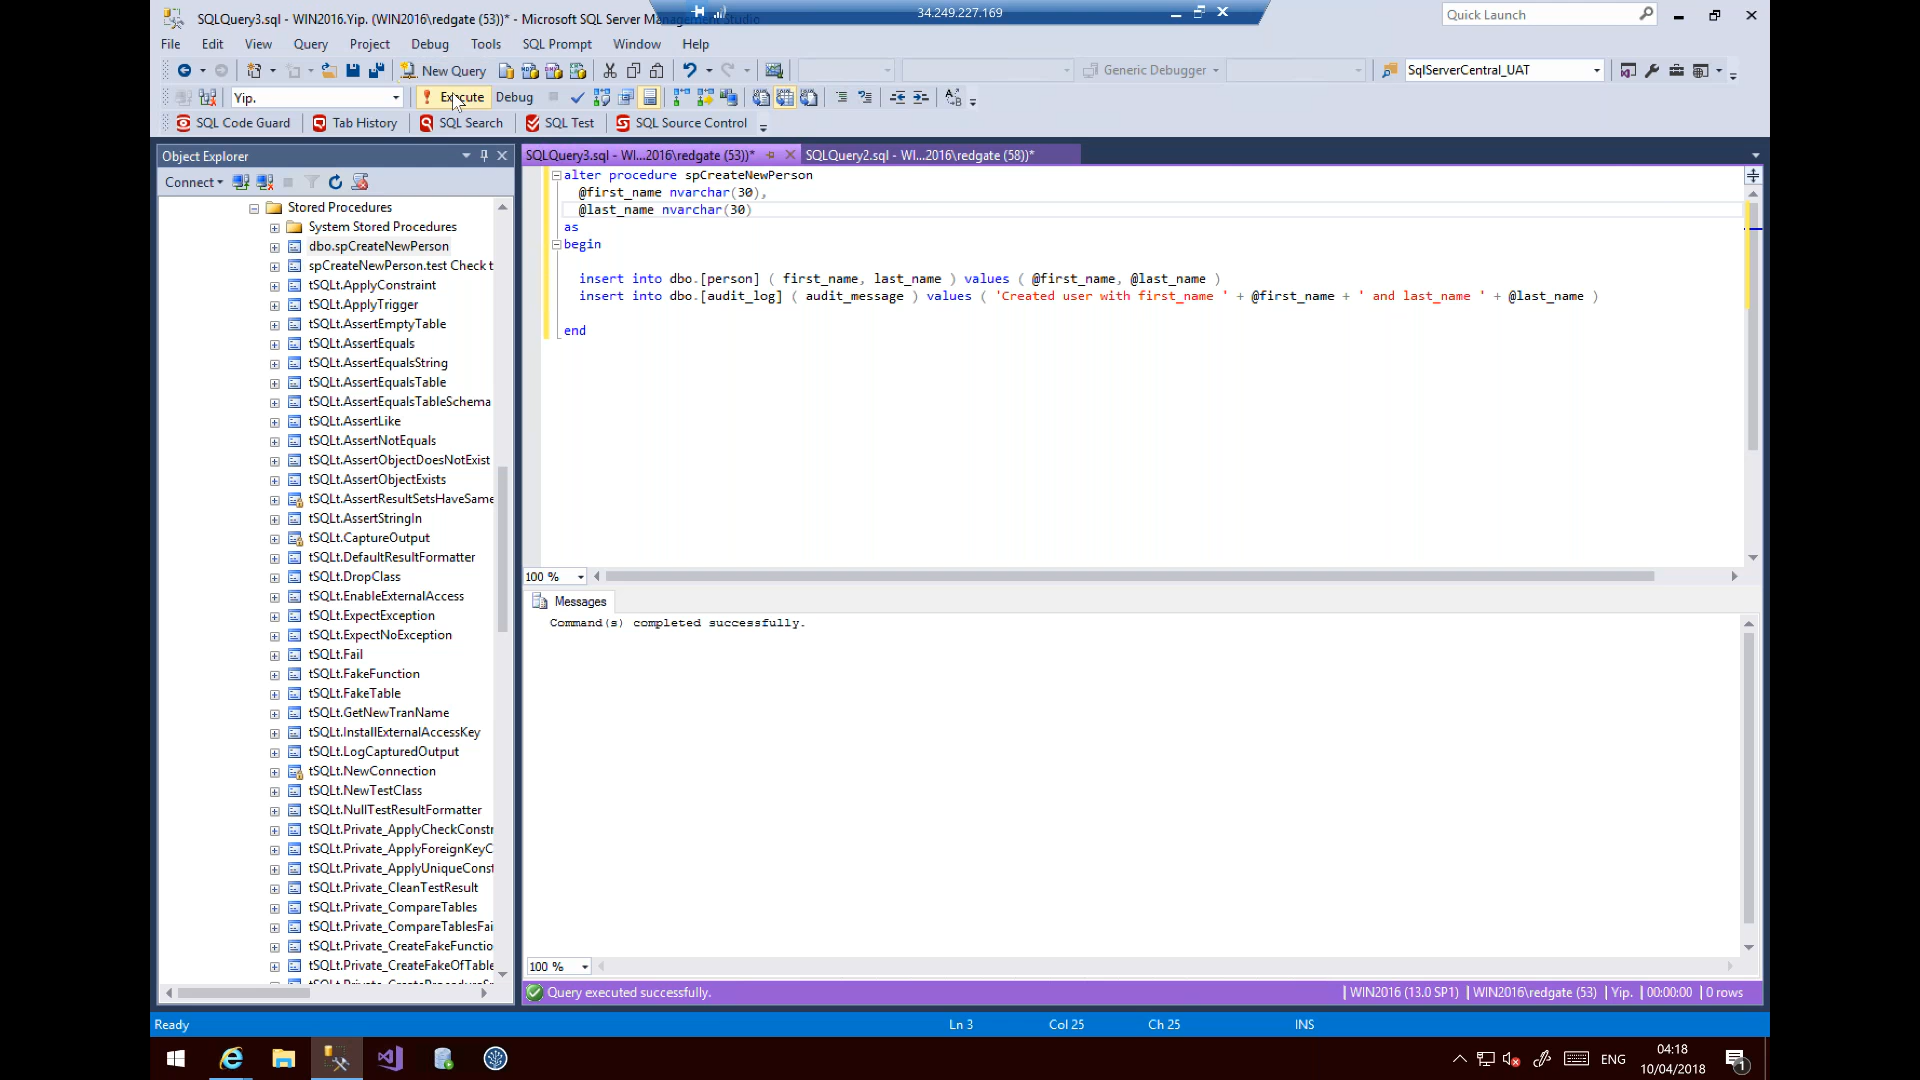 SQLQuery3.sql - WIN2016.Yip. (WIN2016\redgate (53))* - Microsoft SQL Server Management Studio
34.249.227.169
Quick Launch
File Edit View Query Project Debug Tools SQL Prompt Window Help
New Query
Generic Debugger
SqlServerCentral_UAT
Yip.
Execute
Debug
SQL Code Guard
Tab History
SQL Search
SQL Test
SQL Source Control
Object Explorer
Connect
Stored Procedures
System Stored Procedures
dbo.spCreateNewPerson
spCreateNewPerson.test Check t
tSQLt.ApplyConstraint
tSQLt.ApplyTrigger
tSQLt.AssertEmptyTable
tSQLt.AssertEquals
tSQLt.AssertEqualsString
tSQLt.AssertEqualsTable
tSQLt.AssertEqualsTableSchema
tSQLt.AssertLike
tSQLt.AssertNotEquals
tSQLt.AssertObjectDoesNotExist
tSQLt.AssertObjectExists
tSQLt.AssertResultSetsHaveSame
tSQLt.AssertStringIn
tSQLt.CaptureOutput
tSQLt.DefaultResultFormatter
tSQLt.DropClass
tSQLt.EnableExternalAccess
tSQLt.ExpectException
tSQLt.ExpectNoException
tSQLt.Fail
tSQLt.FakeFunction
tSQLt.FakeTable
tSQLt.GetNewTranName
tSQLt.InstallExternalAccessKey
tSQLt.LogCapturedOutput
tSQLt.NewConnection
tSQLt.NewTestClass
tSQLt.NullTestResultFormatter
tSQLt.Private_ApplyCheckConstr
tSQLt.Private_ApplyForeignKeyC
tSQLt.Private_ApplyUniqueConst
tSQLt.Private_CleanTestResult
tSQLt.Private_CompareTables
tSQLt.Private_CompareTablesFai
tSQLt.Private_CreateFakeFunctio
tSQLt.Private_CreateFakeOfTable
SQLQuery3.sql - WI...2016\redgate (53))*
SQLQuery2.sql - WI...2016\redgate (58))*
alter procedure spCreateNewPerson
@first_name nvarchar(30),
@last_name nvarchar(30)
as
begin
insert into dbo.[person] ( first_name, last_name ) values ( @first_name, @last_name )
insert into dbo.[audit_log] ( audit_message ) values ( 'Created user with first_name ' + @first_name + ' and last_name ' + @last_name )
end
100 %
Messages
Command(s) completed successfully.
100 %
Query executed successfully.
WIN2016 (13.0 SP1)
WIN2016\redgate (53)
Yip.
00:00:00
0 rows
Ready
Ln 3
Col 25
Ch 25
INS
ENG
04:18
10/04/2018
1